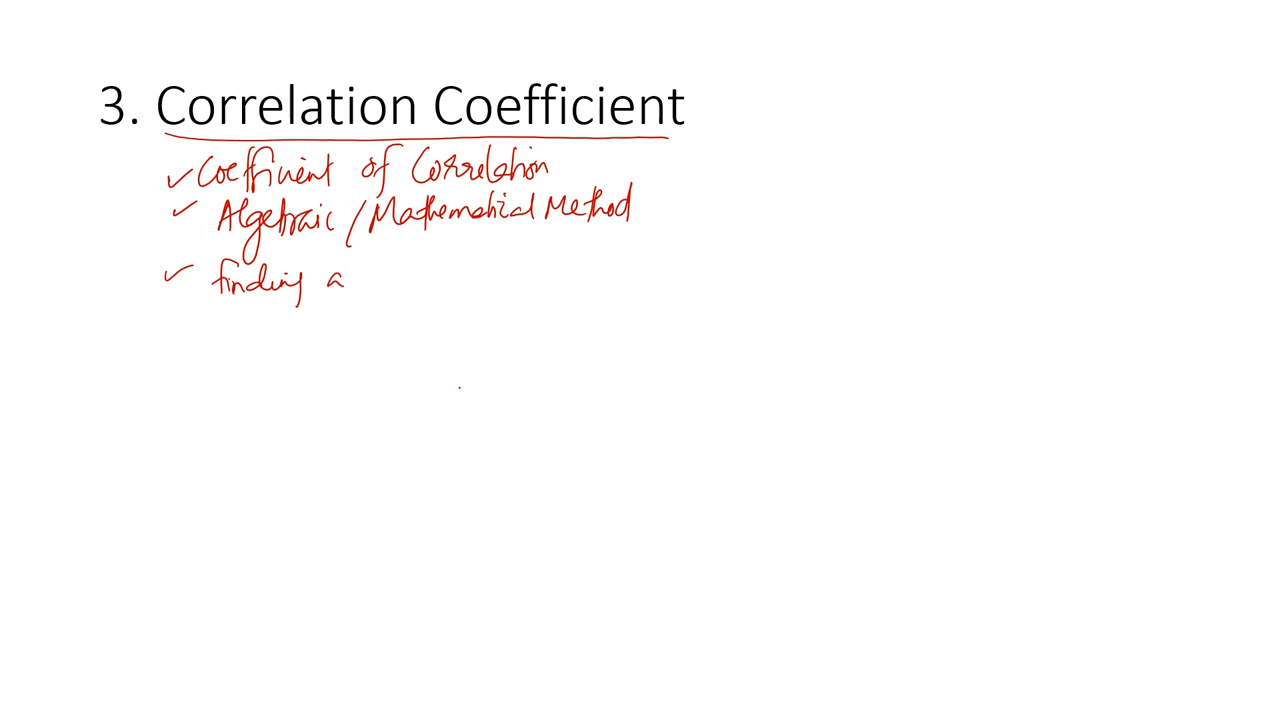 3. Correlation Coefficient
✓ Coefficient of Correlation
✓ Algebraic / Mathematical Method
✓ finding a